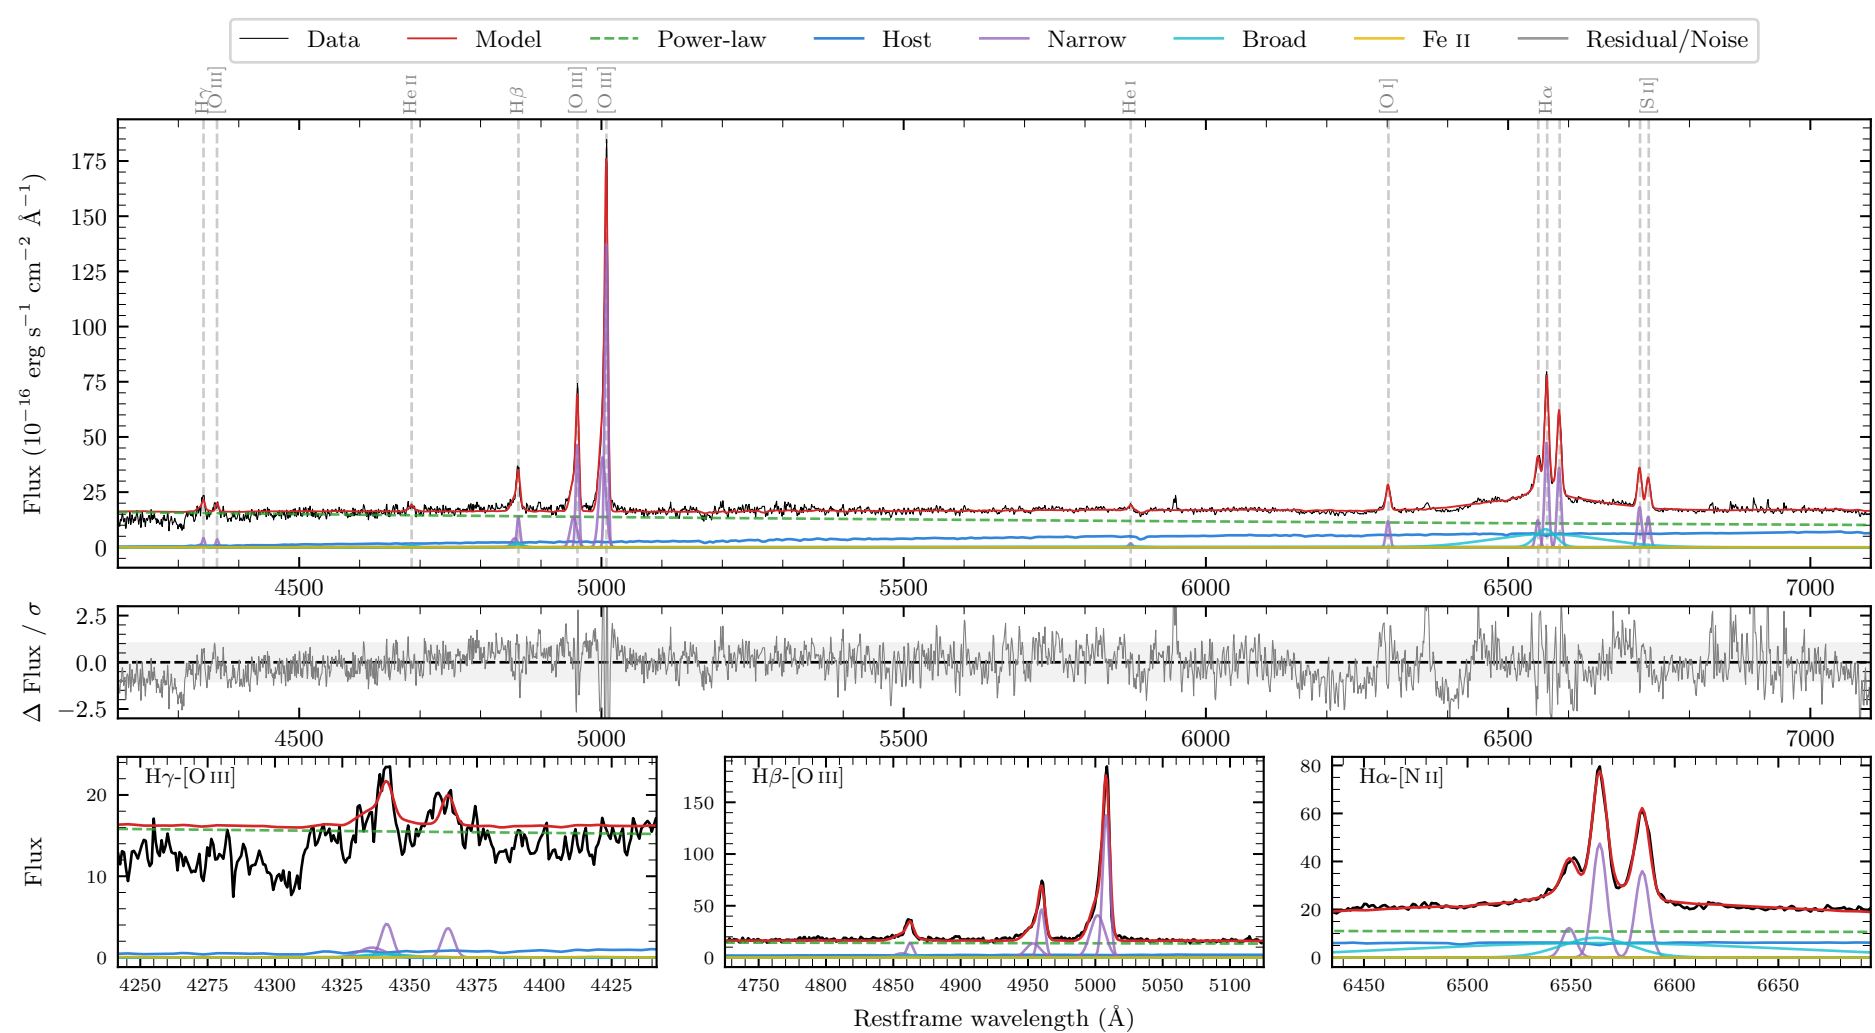 Data Model Power-law Host Narrow Broad Fe II Residual/Noise
Hγ [O III] He II Hβ [O III] [O III] He I [O I] Hα [S II]
Flux (10⁻¹⁶ erg s⁻¹ cm⁻² Å⁻¹)
175
150
125
100
75
50
25
0
4500 5000 5500 6000 6500 7000
Δ Flux / σ
2.5
0.0
−2.5
4500 5000 5500 6000 6500 7000
Flux
Hγ-[O III]
20
10
0
4250 4275 4300 4325 4350 4375 4400 4425
Hβ-[O III]
150
100
50
0
4750 4800 4850 4900 4950 5000 5050 5100
Hα-[N II]
80
60
40
20
0
6450 6500 6550 6600 6650
Restframe wavelength (Å)